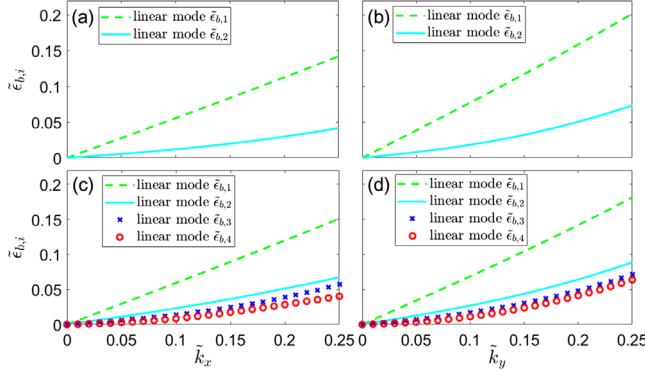 (a)
linear mode ϵ̃_{b,1}
linear mode ϵ̃_{b,2}
ϵ̃_{b,i}
0.2
0.15
0.1
0.05
0
(b)
linear mode ϵ̃_{b,1}
linear mode ϵ̃_{b,2}
(c)
linear mode ϵ̃_{b,1}
linear mode ϵ̃_{b,2}
linear mode ϵ̃_{b,3}
linear mode ϵ̃_{b,4}
ϵ̃_{b,i}
0.2
0.15
0.1
0.05
0
0 0.05 0.1 0.15 0.2 0.25
k̃_x
(d)
linear mode ϵ̃_{b,1}
linear mode ϵ̃_{b,2}
linear mode ϵ̃_{b,3}
linear mode ϵ̃_{b,4}
0 0.05 0.1 0.15 0.2 0.25
k̃_y